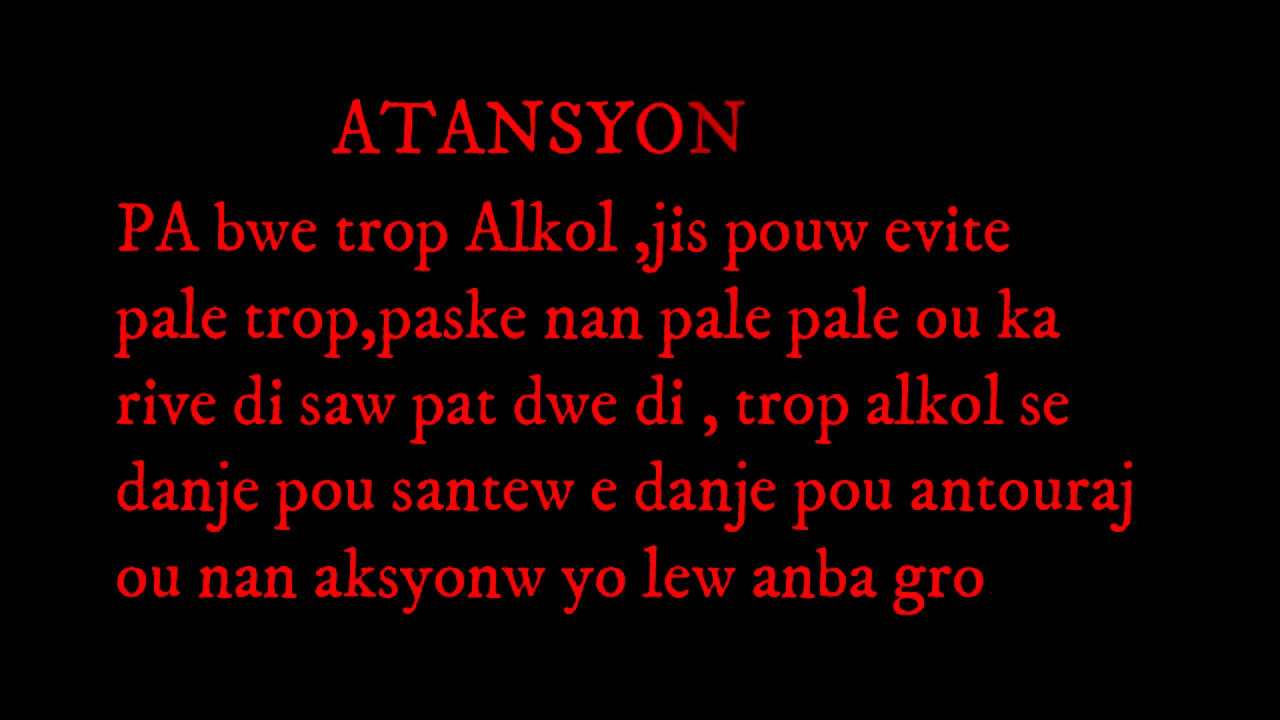 ATANSYON
PA bwe trop Alkol ,jis pouw evite
pale trop,paske nan pale pale ou ka
rive di saw pat dwe di , trop alkol se
danje pou santew e danje pou antouraj
ou nan aksyonw yo lew anba gro